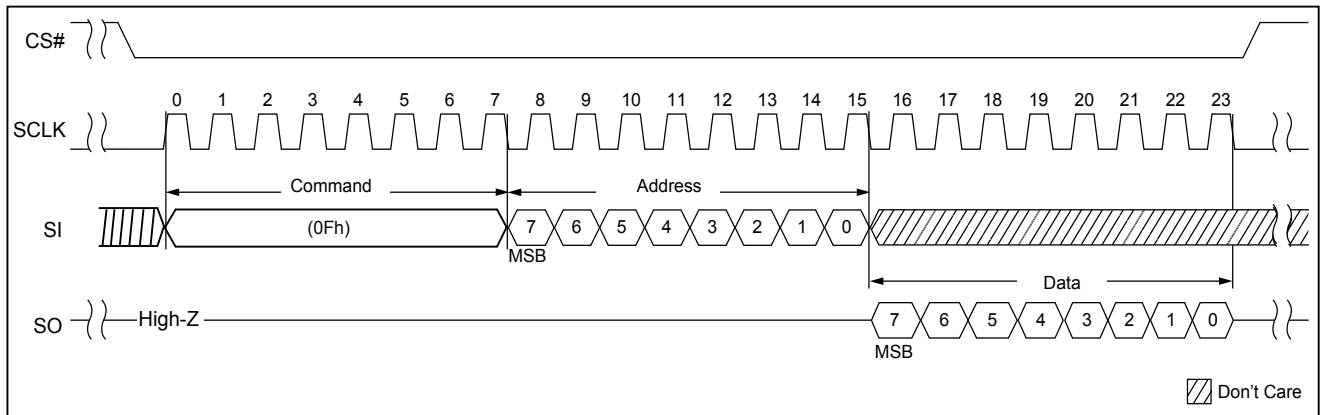 CS#
0 1 2 3 4 5 6 7 8 9 10 11 12 13 14 15 16 17 18 19 20 21 22 23
SCLK
Command Address
SI (0Fh) 7 6 5 4 3 2 1 0
MSB
Data
SO High-Z 7 6 5 4 3 2 1 0
MSB
Don't Care